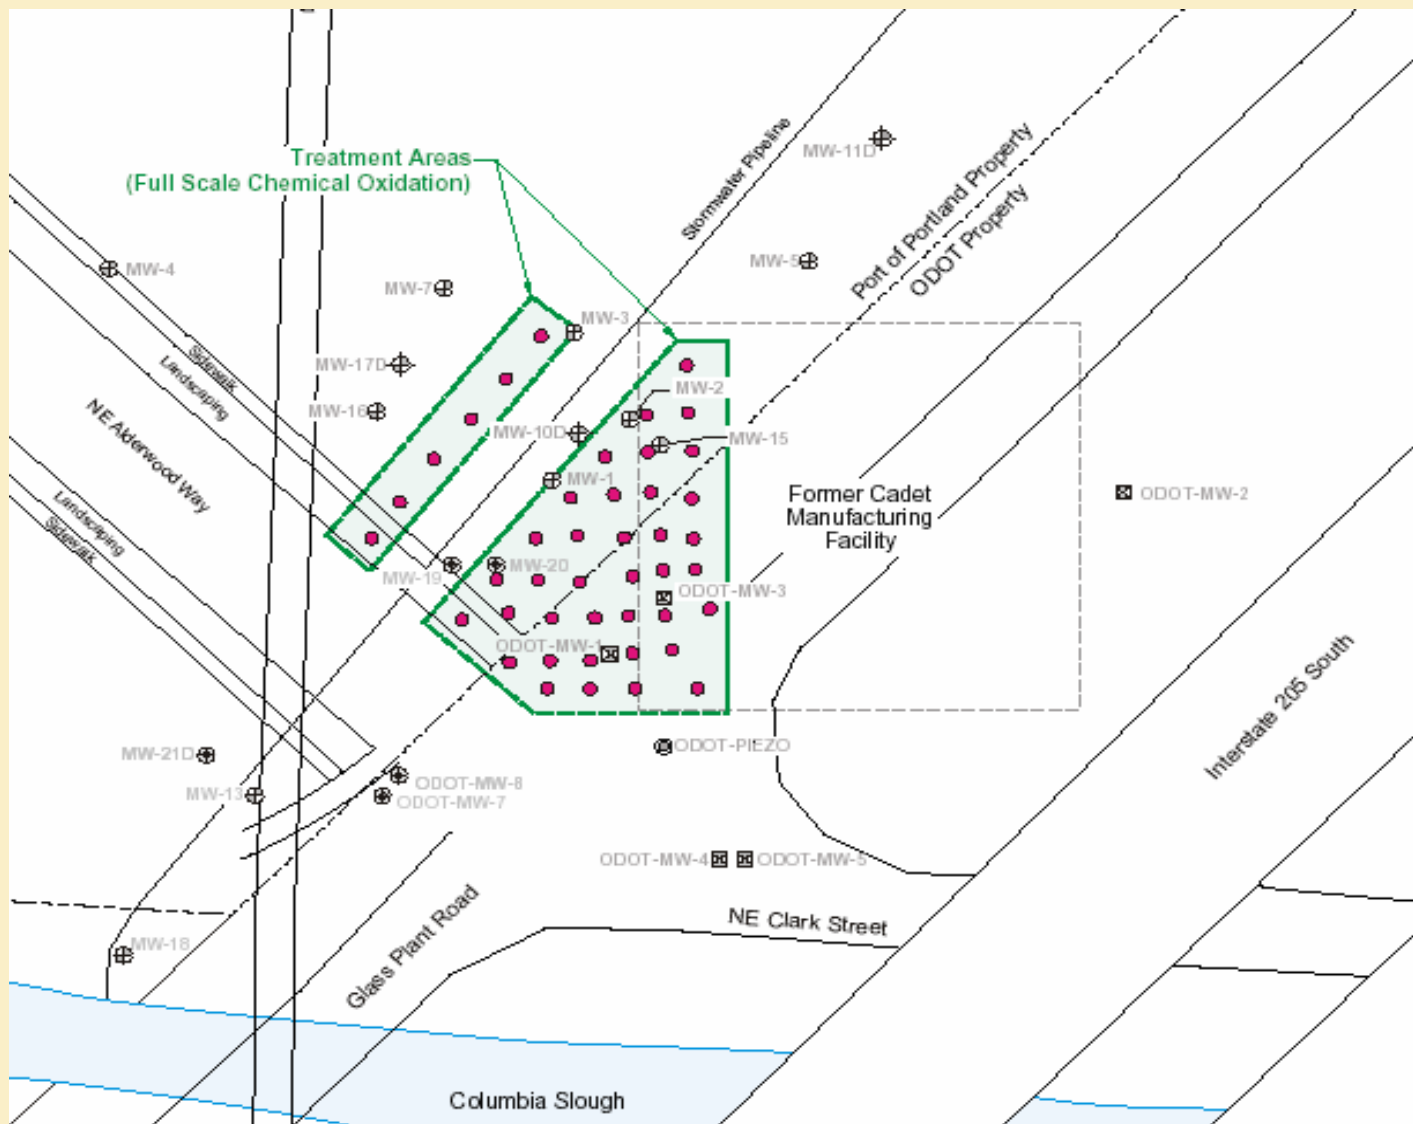 MW-11D
Stormwater Pipeline
Treatment Areas
(Full Scale Chemical Oxidation)
Port of Portland Property
ODOT Property
MW-4
MW-7
MW-5
MW-3
Sidewalk
Landscaping
MW-17D
MW-2
MW-16
NE Alderwood Way
MW-10D
MW-15
MW-1
Former Cadet
Manufacturing
Facility
ODOT-MW-2
Landscaping
Sidewalk
MW-19
MW-20
ODOT-MW-3
ODOT-MW-1
Interstate 205 South
MW-21D
ODOT-PIEZO
MW-13
ODOT-MW-8
ODOT-MW-7
ODOT-MW-4
ODOT-MW-5
NE Clark Street
Glass Plant Road
MW-18
Columbia Slough